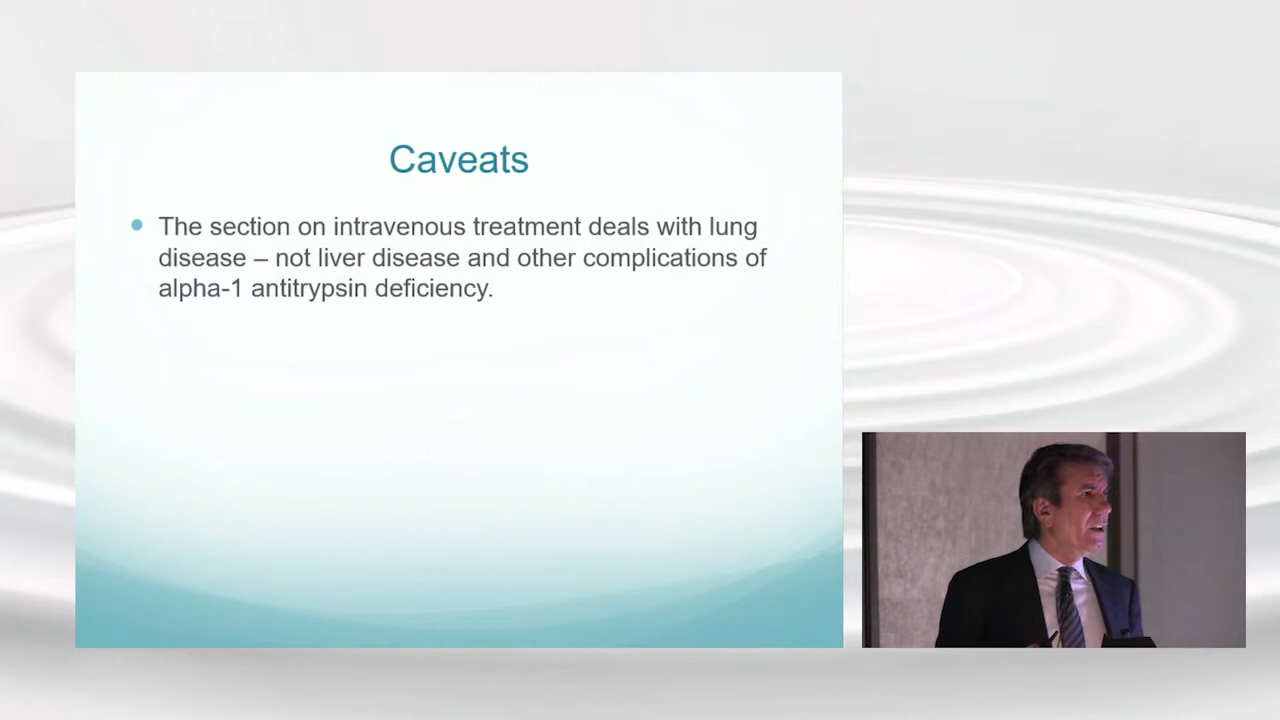 Caveats
The section on intravenous treatment deals with lung
disease – not liver disease and other complications of
alpha-1 antitrypsin deficiency.